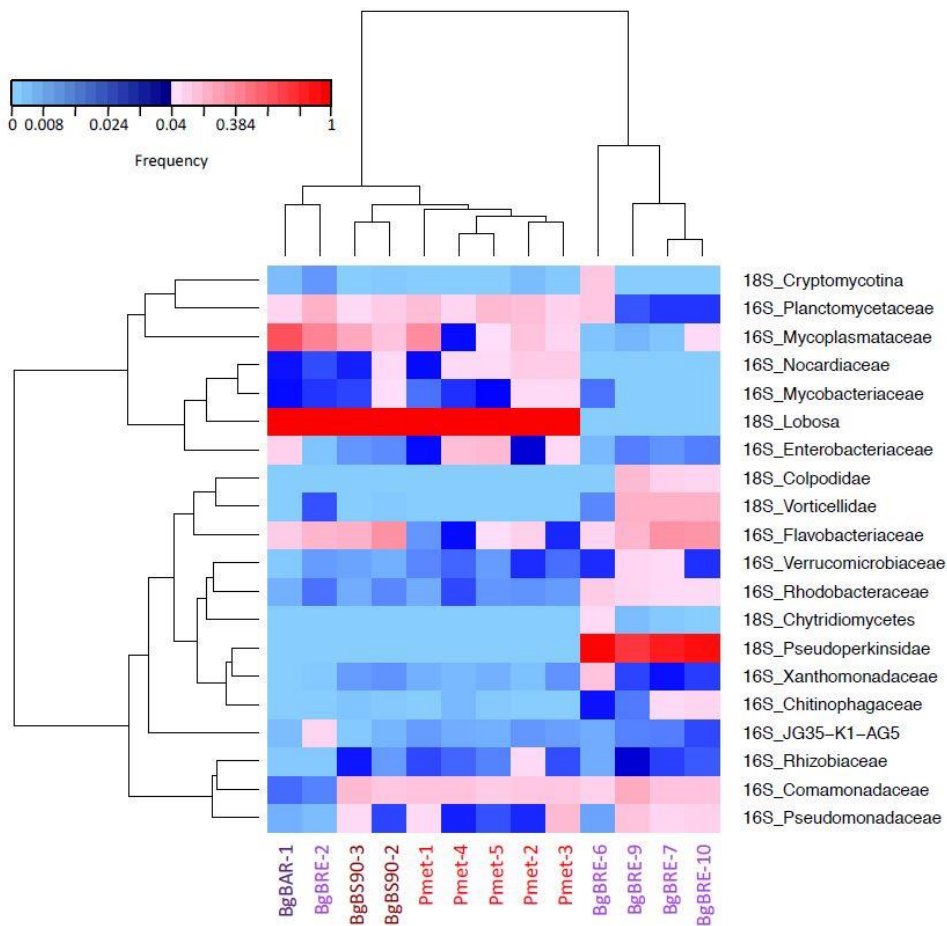 0 0.008 0.024 0.04 0.384 1
Frequency
18S_Cryptomycotina
16S_Planctomycetaceae
16S_Mycoplasmataceae
16S_Nocardiaceae
16S_Mycobacteriaceae
18S_Lobosa
16S_Enterobacteriaceae
18S_Colpodidae
18S_Vorticellidae
16S_Flavobacteriaceae
16S_Verrucomicrobiaceae
16S_Rhodobacteraceae
18S_Chytridiomycetes
18S_Pseudoperkinsidae
16S_Xanthomonadaceae
16S_Chitinophagaceae
16S_JG35−K1−AG5
16S_Rhizobiaceae
16S_Comamonadaceae
16S_Pseudomonadaceae
BgBAR-1
BgBRE-2
BgBS90-3
BgBS90-2
Pmet-1
Pmet-4
Pmet-5
Pmet-2
Pmet-3
BgBRE-6
BgBRE-9
BgBRE-7
BgBRE-10